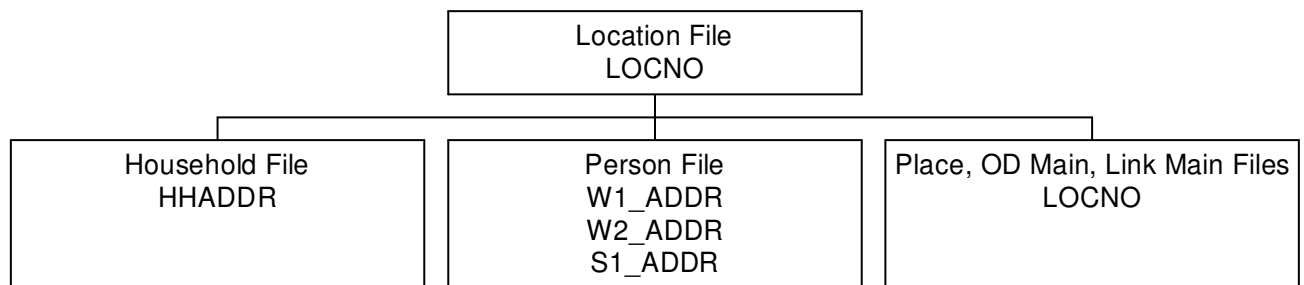 Location File
LOCNO
Household File
HHADDR
Person File
W1_ADDR
W2_ADDR
S1_ADDR
Place, OD Main, Link Main Files
LOCNO